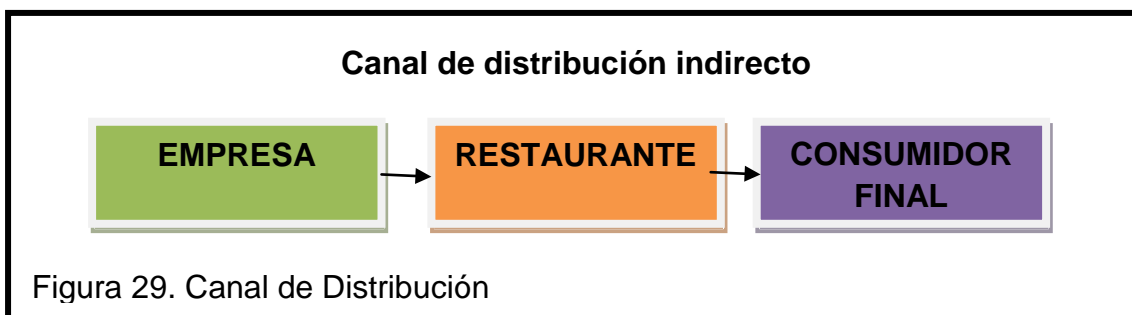 Canal de distribución indirecto
EMPRESA
RESTAURANTE
CONSUMIDOR
FINAL
Figura 29. Canal de Distribución